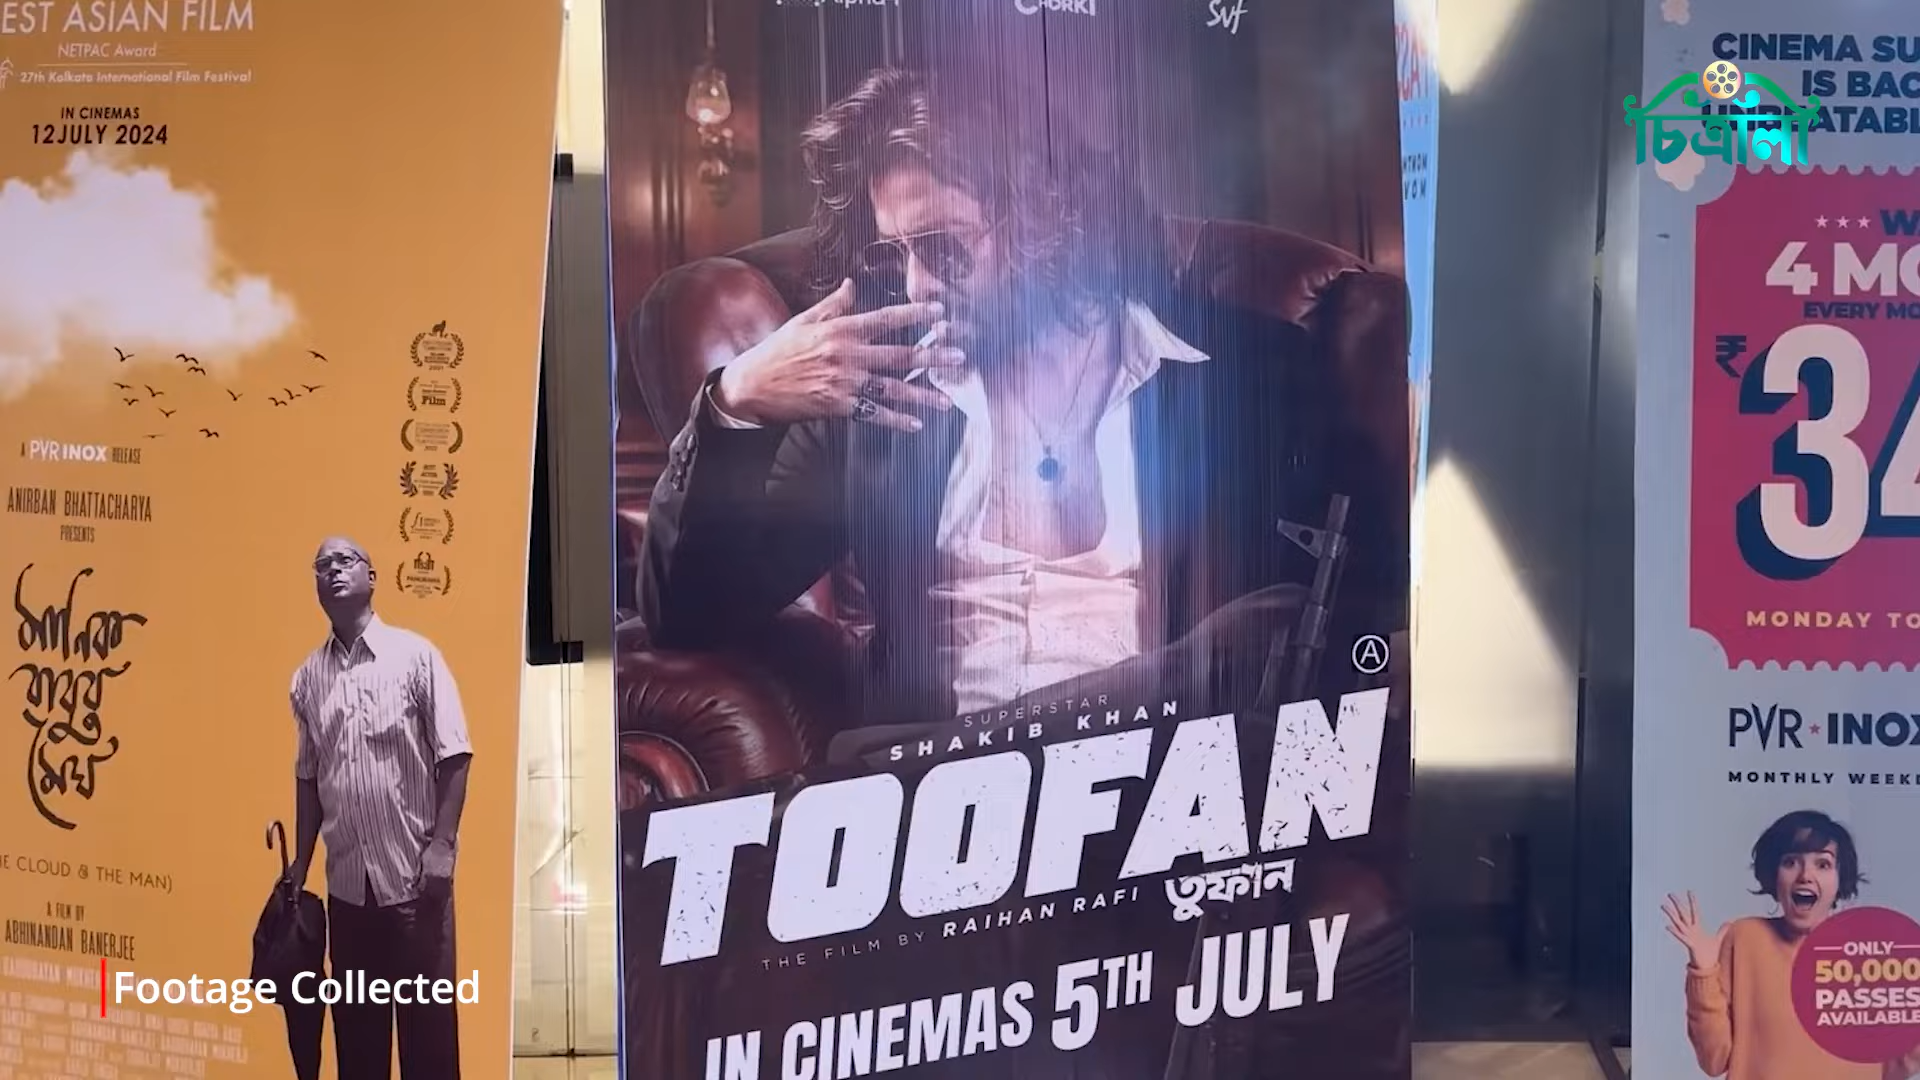 EST ASIAN FILM
NETPAC Award
27th Kolkata International Film Festival
IN CINEMAS
12 JULY 2024
A PVR INOX RELEASE
ANIRBAN BHATTACHARYA
PRESENTS
মানিক
বাবুর
মেঘ
E CLOUD & THE MAN)
A FILM BY
ABHINANDAN BANERJEE
Footage Collected
CHORKI
SVF
A
SUPERSTAR
SHAKIB KHAN
TOOFAN
তুফান
THE FILM BY RAIHAN RAFI
IN CINEMAS 5TH JULY
চিত্রালী
CINEMA SU
IS BAC
4 MO
EVERY MO
₹34
MONDAY TO
PVR INOX
MONTHLY WEEKD
ONLY
50,000
PASSES
AVAILABLE